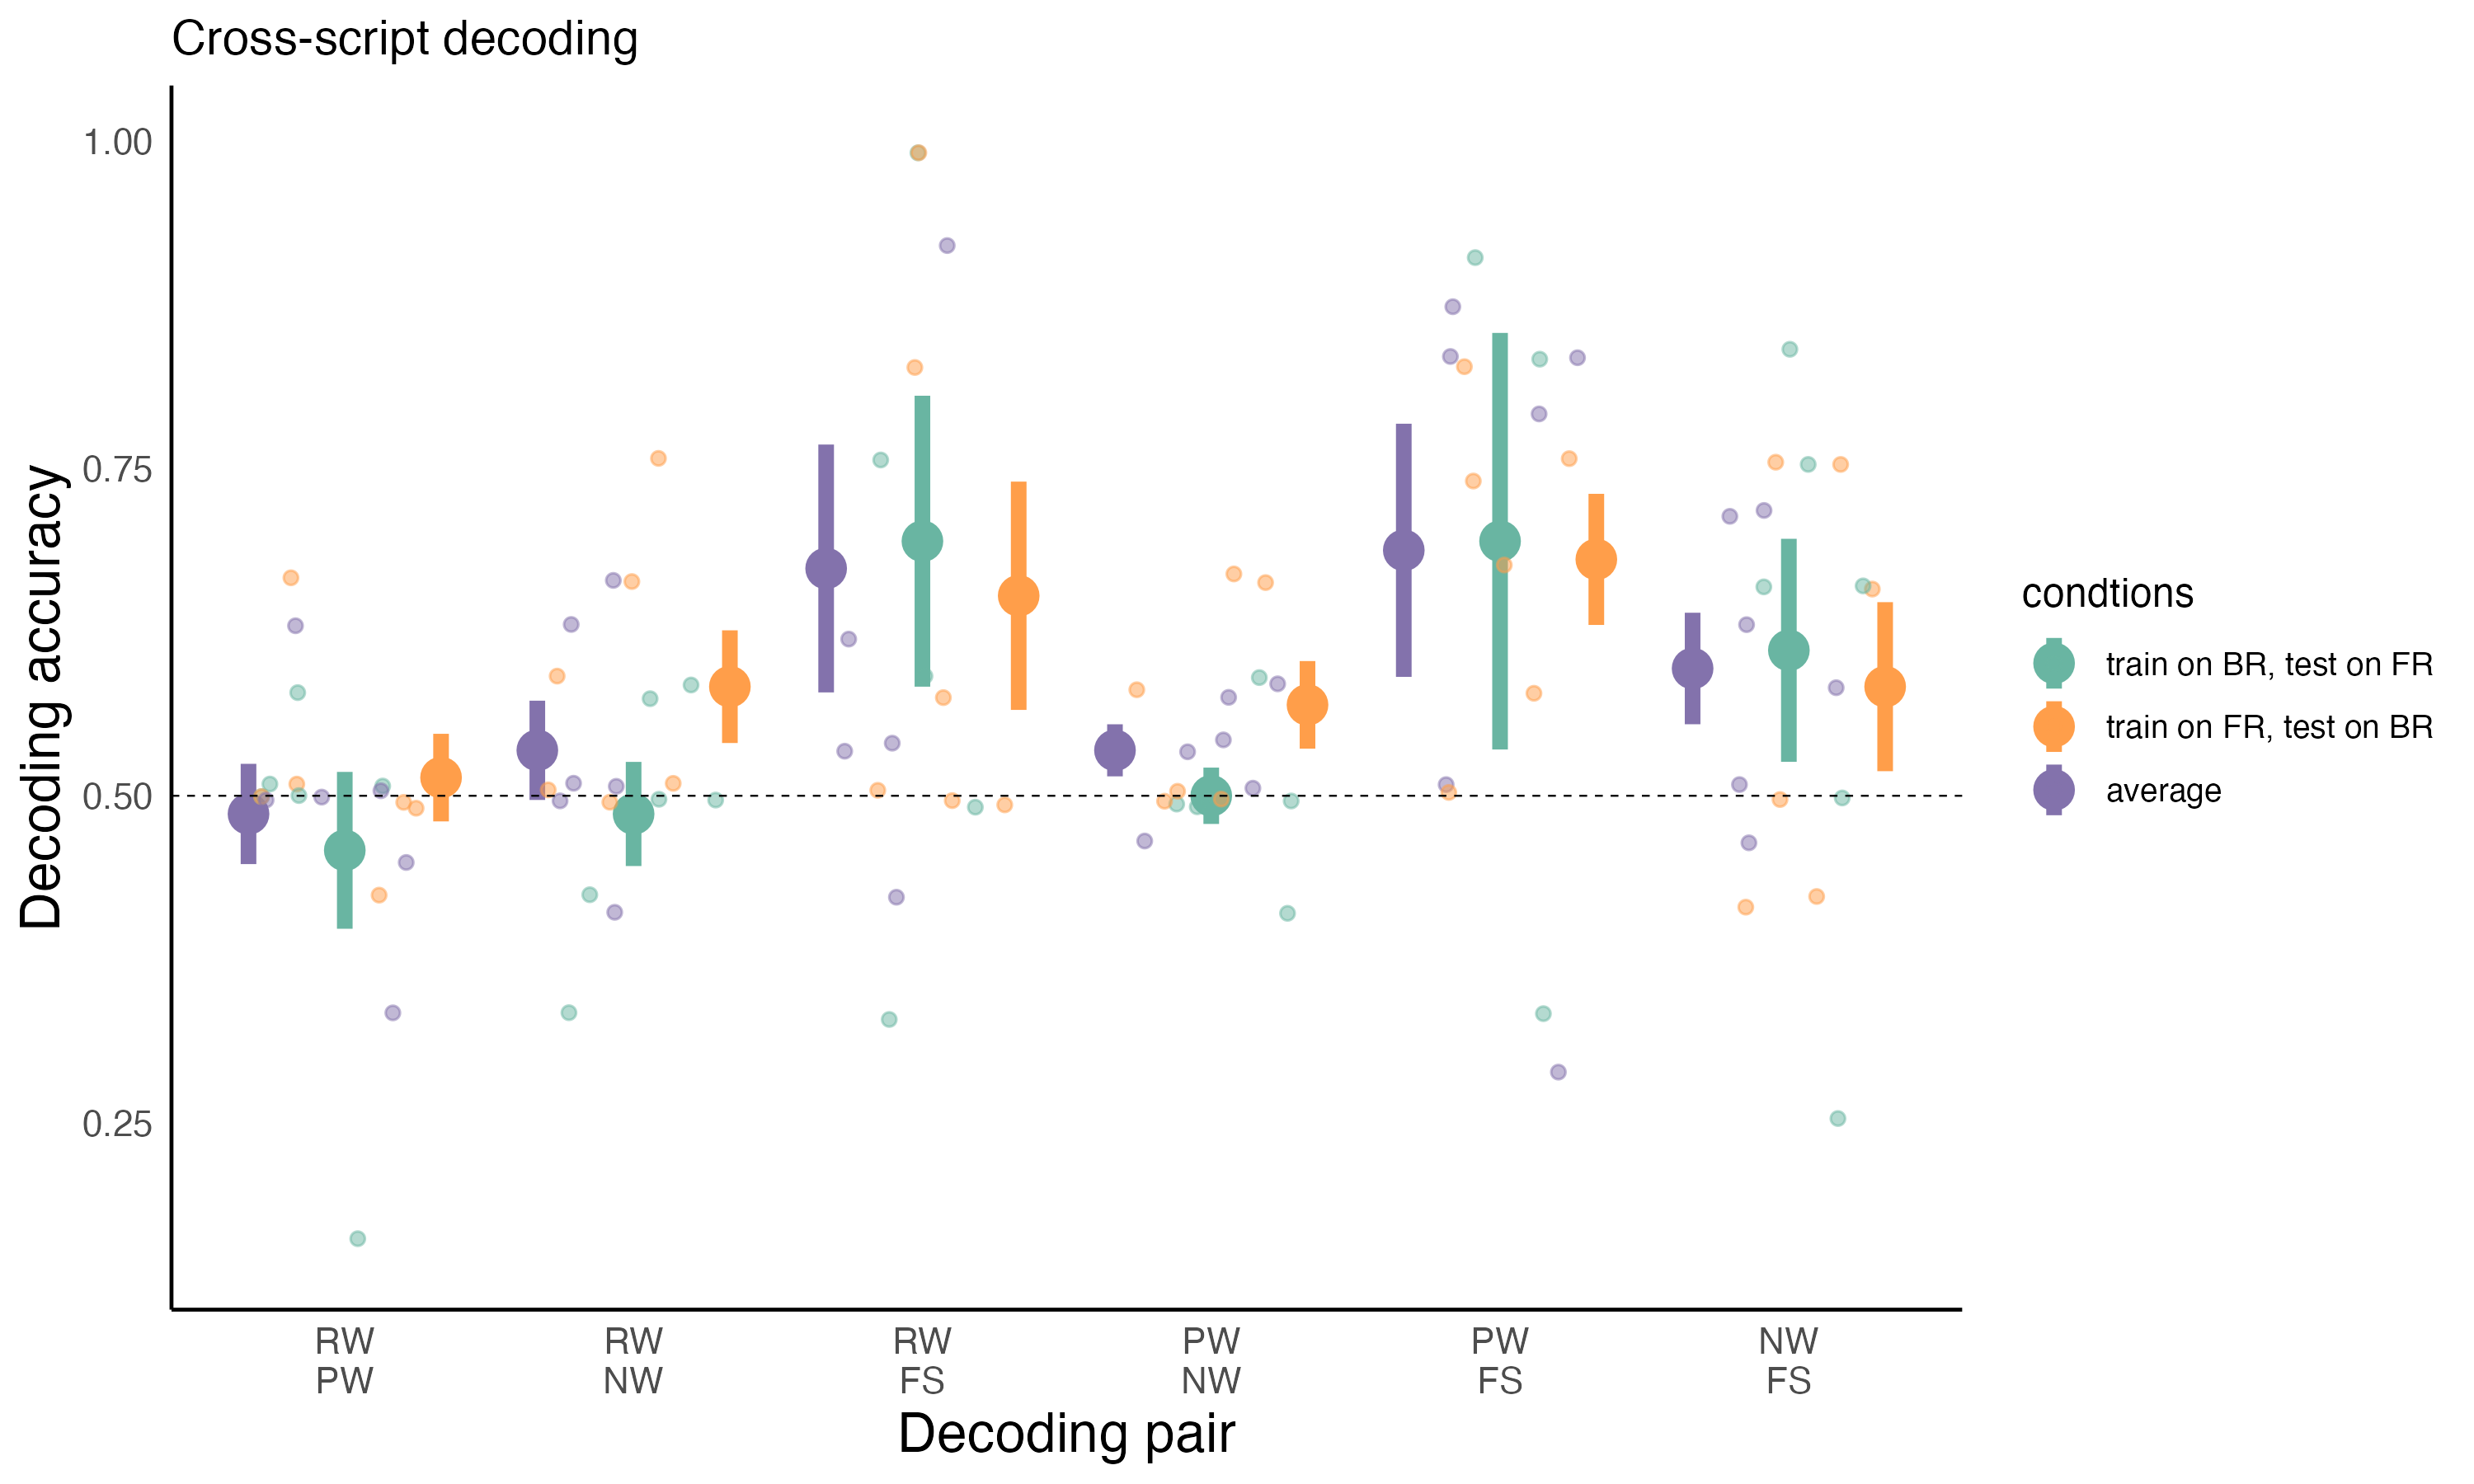 Cross-script decoding
Decoding accuracy
1.00
0.75
0.50
0.25
RW
PW
RW
NW
RW
FS
PW
NW
PW
FS
NW
FS
Decoding pair
condtions
train on BR, test on FR
train on FR, test on BR
average